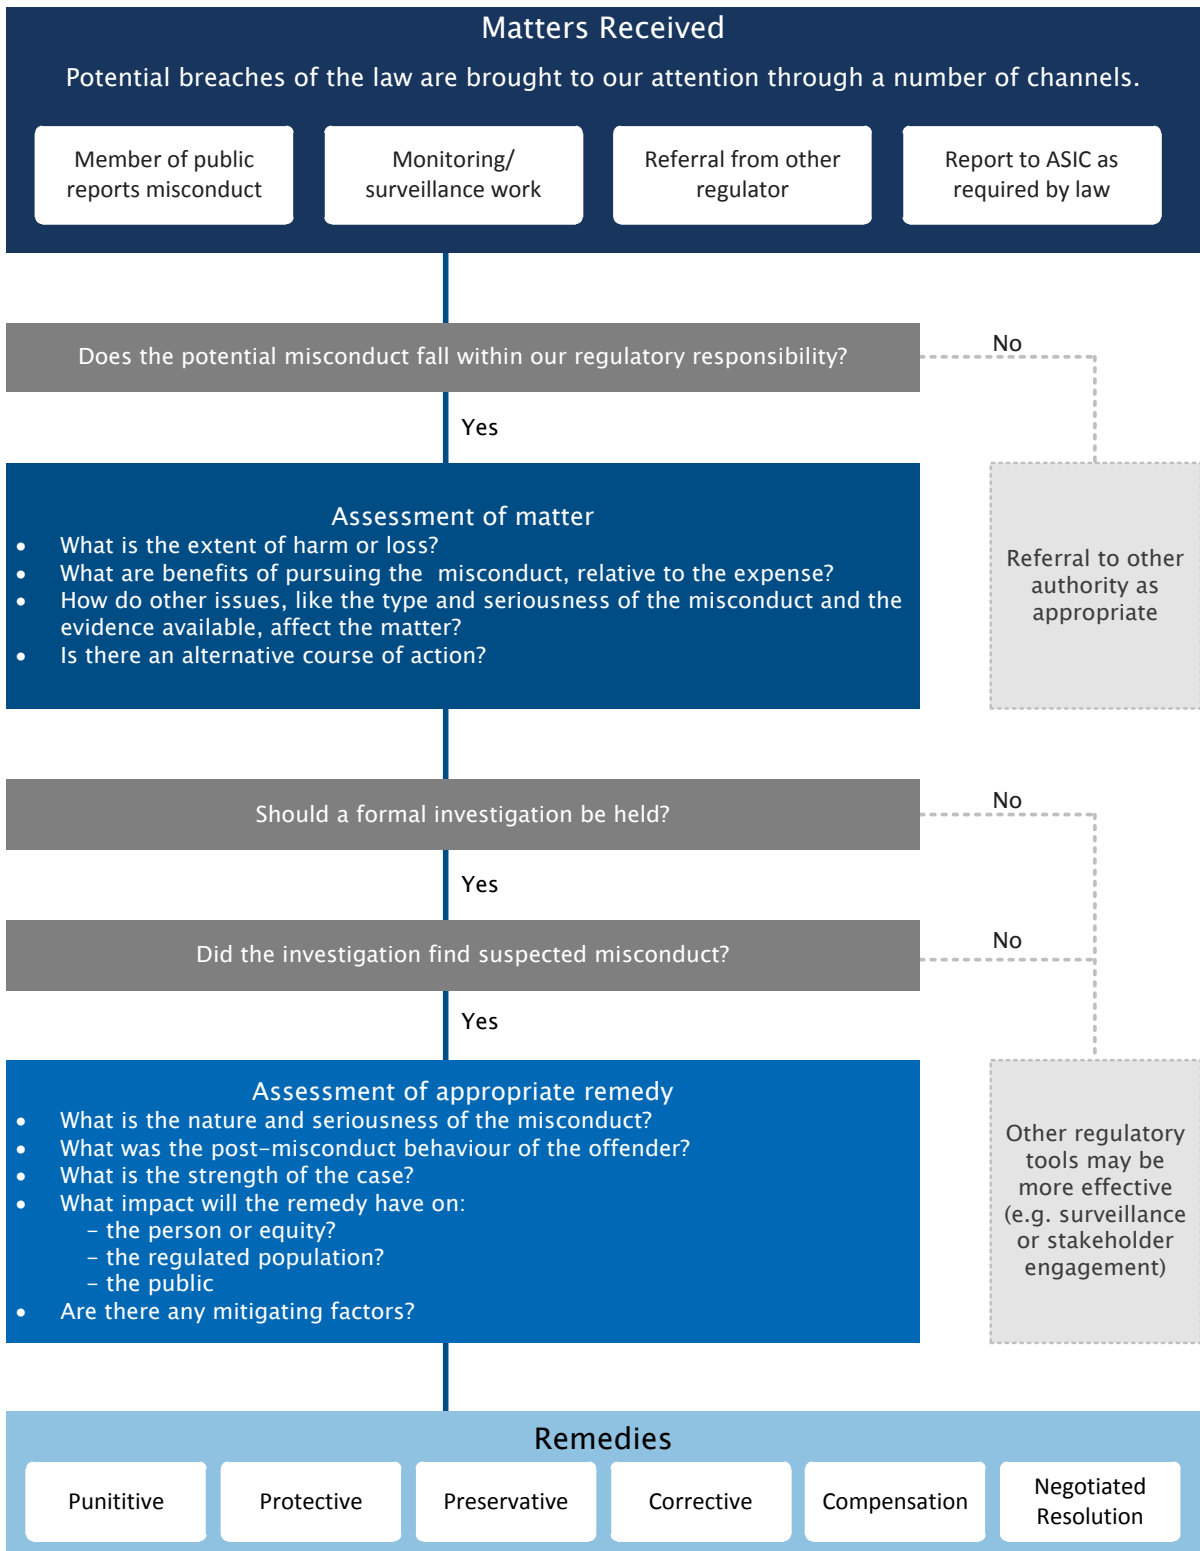 Matters Received
Potential breaches of the law are brought to our attention through a number of channels.
Member of public
reports misconduct
Monitoring/
surveillance work
Referral from other
regulator
Report to ASIC as
required by law
Does the potential misconduct fall within our regulatory responsibility?
No
Yes
Assessment of matter
• What is the extent of harm or loss?
• What are benefits of pursuing the  misconduct, relative to the expense?
• How do other issues, like the type and seriousness of the misconduct and the
evidence available, affect the matter?
• Is there an alternative course of action?
Referral to other
authority as
appropriate
Should a formal investigation be held?
No
Yes
Did the investigation find suspected misconduct?
No
Yes
Assessment of appropriate remedy
• What is the nature and seriousness of the misconduct?
• What was the post-misconduct behaviour of the offender?
• What is the strength of the case?
• What impact will the remedy have on:
– the person or equity?
– the regulated population?
– the public
• Are there any mitigating factors?
Other regulatory
tools may be
more effective
(e.g. surveillance
or stakeholder
engagement)
Remedies
Punititive
Protective
Preservative
Corrective
Compensation
Negotiated
Resolution